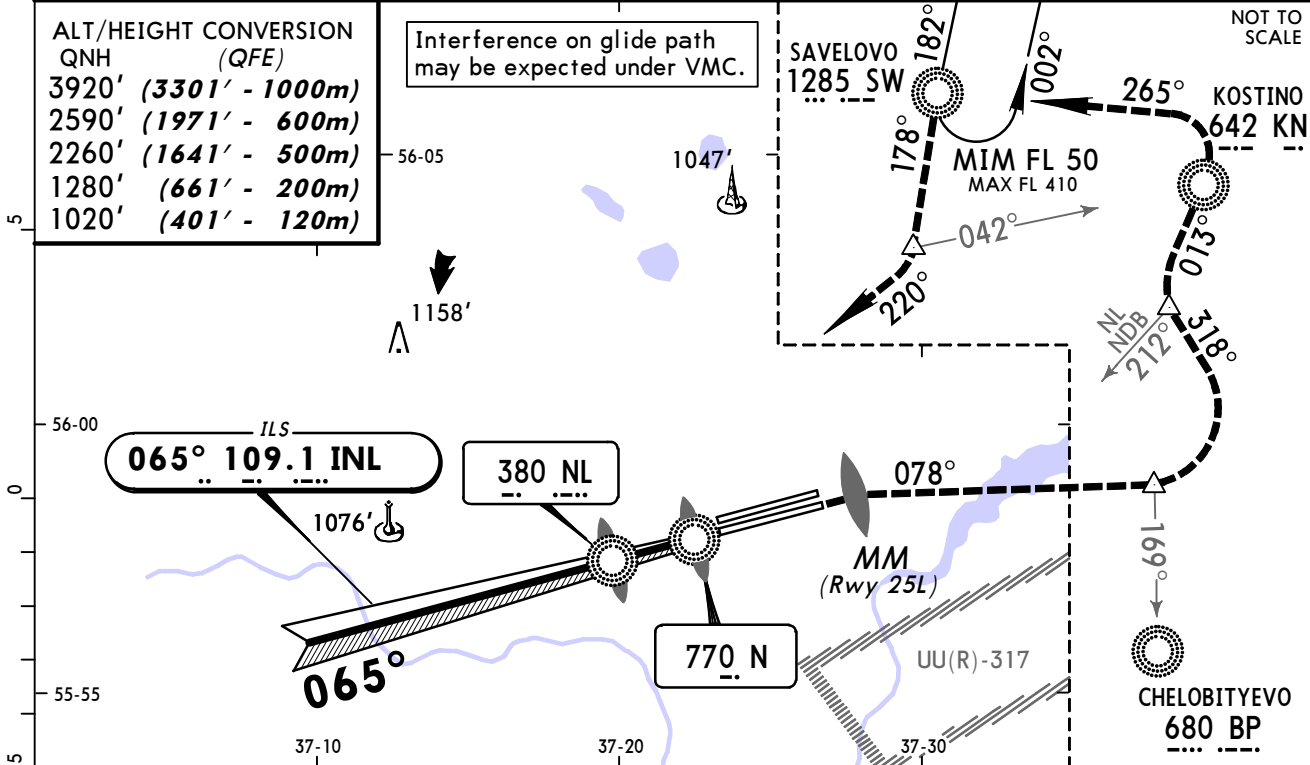 ALT/HEIGHT CONVERSION
QNH (QFE)
3920' (3301' - 1000m)
2590' (1971' - 600m)
2260' (1641' - 500m)
1280' (661' - 200m)
1020' (401' - 120m)
Interference on glide path
may be expected under VMC.
NOT TO
SCALE
SAVELOVO
1285 SW
182°
002°
265°
KOSTINO
642 KN
178°
MIM FL 50
MAX FL 410
042°
220°
013°
NL
NDB
212°
318°
56-05
1047'
5
1158'
56-00
ILS
065° 109.1 INL
380 NL
1076'
0
078°
MM
(Rwy 25L)
169°
770 N
UU(R)-317
065°
55-55
CHELOBITYEVO
680 BP
37-10
37-20
37-30
5